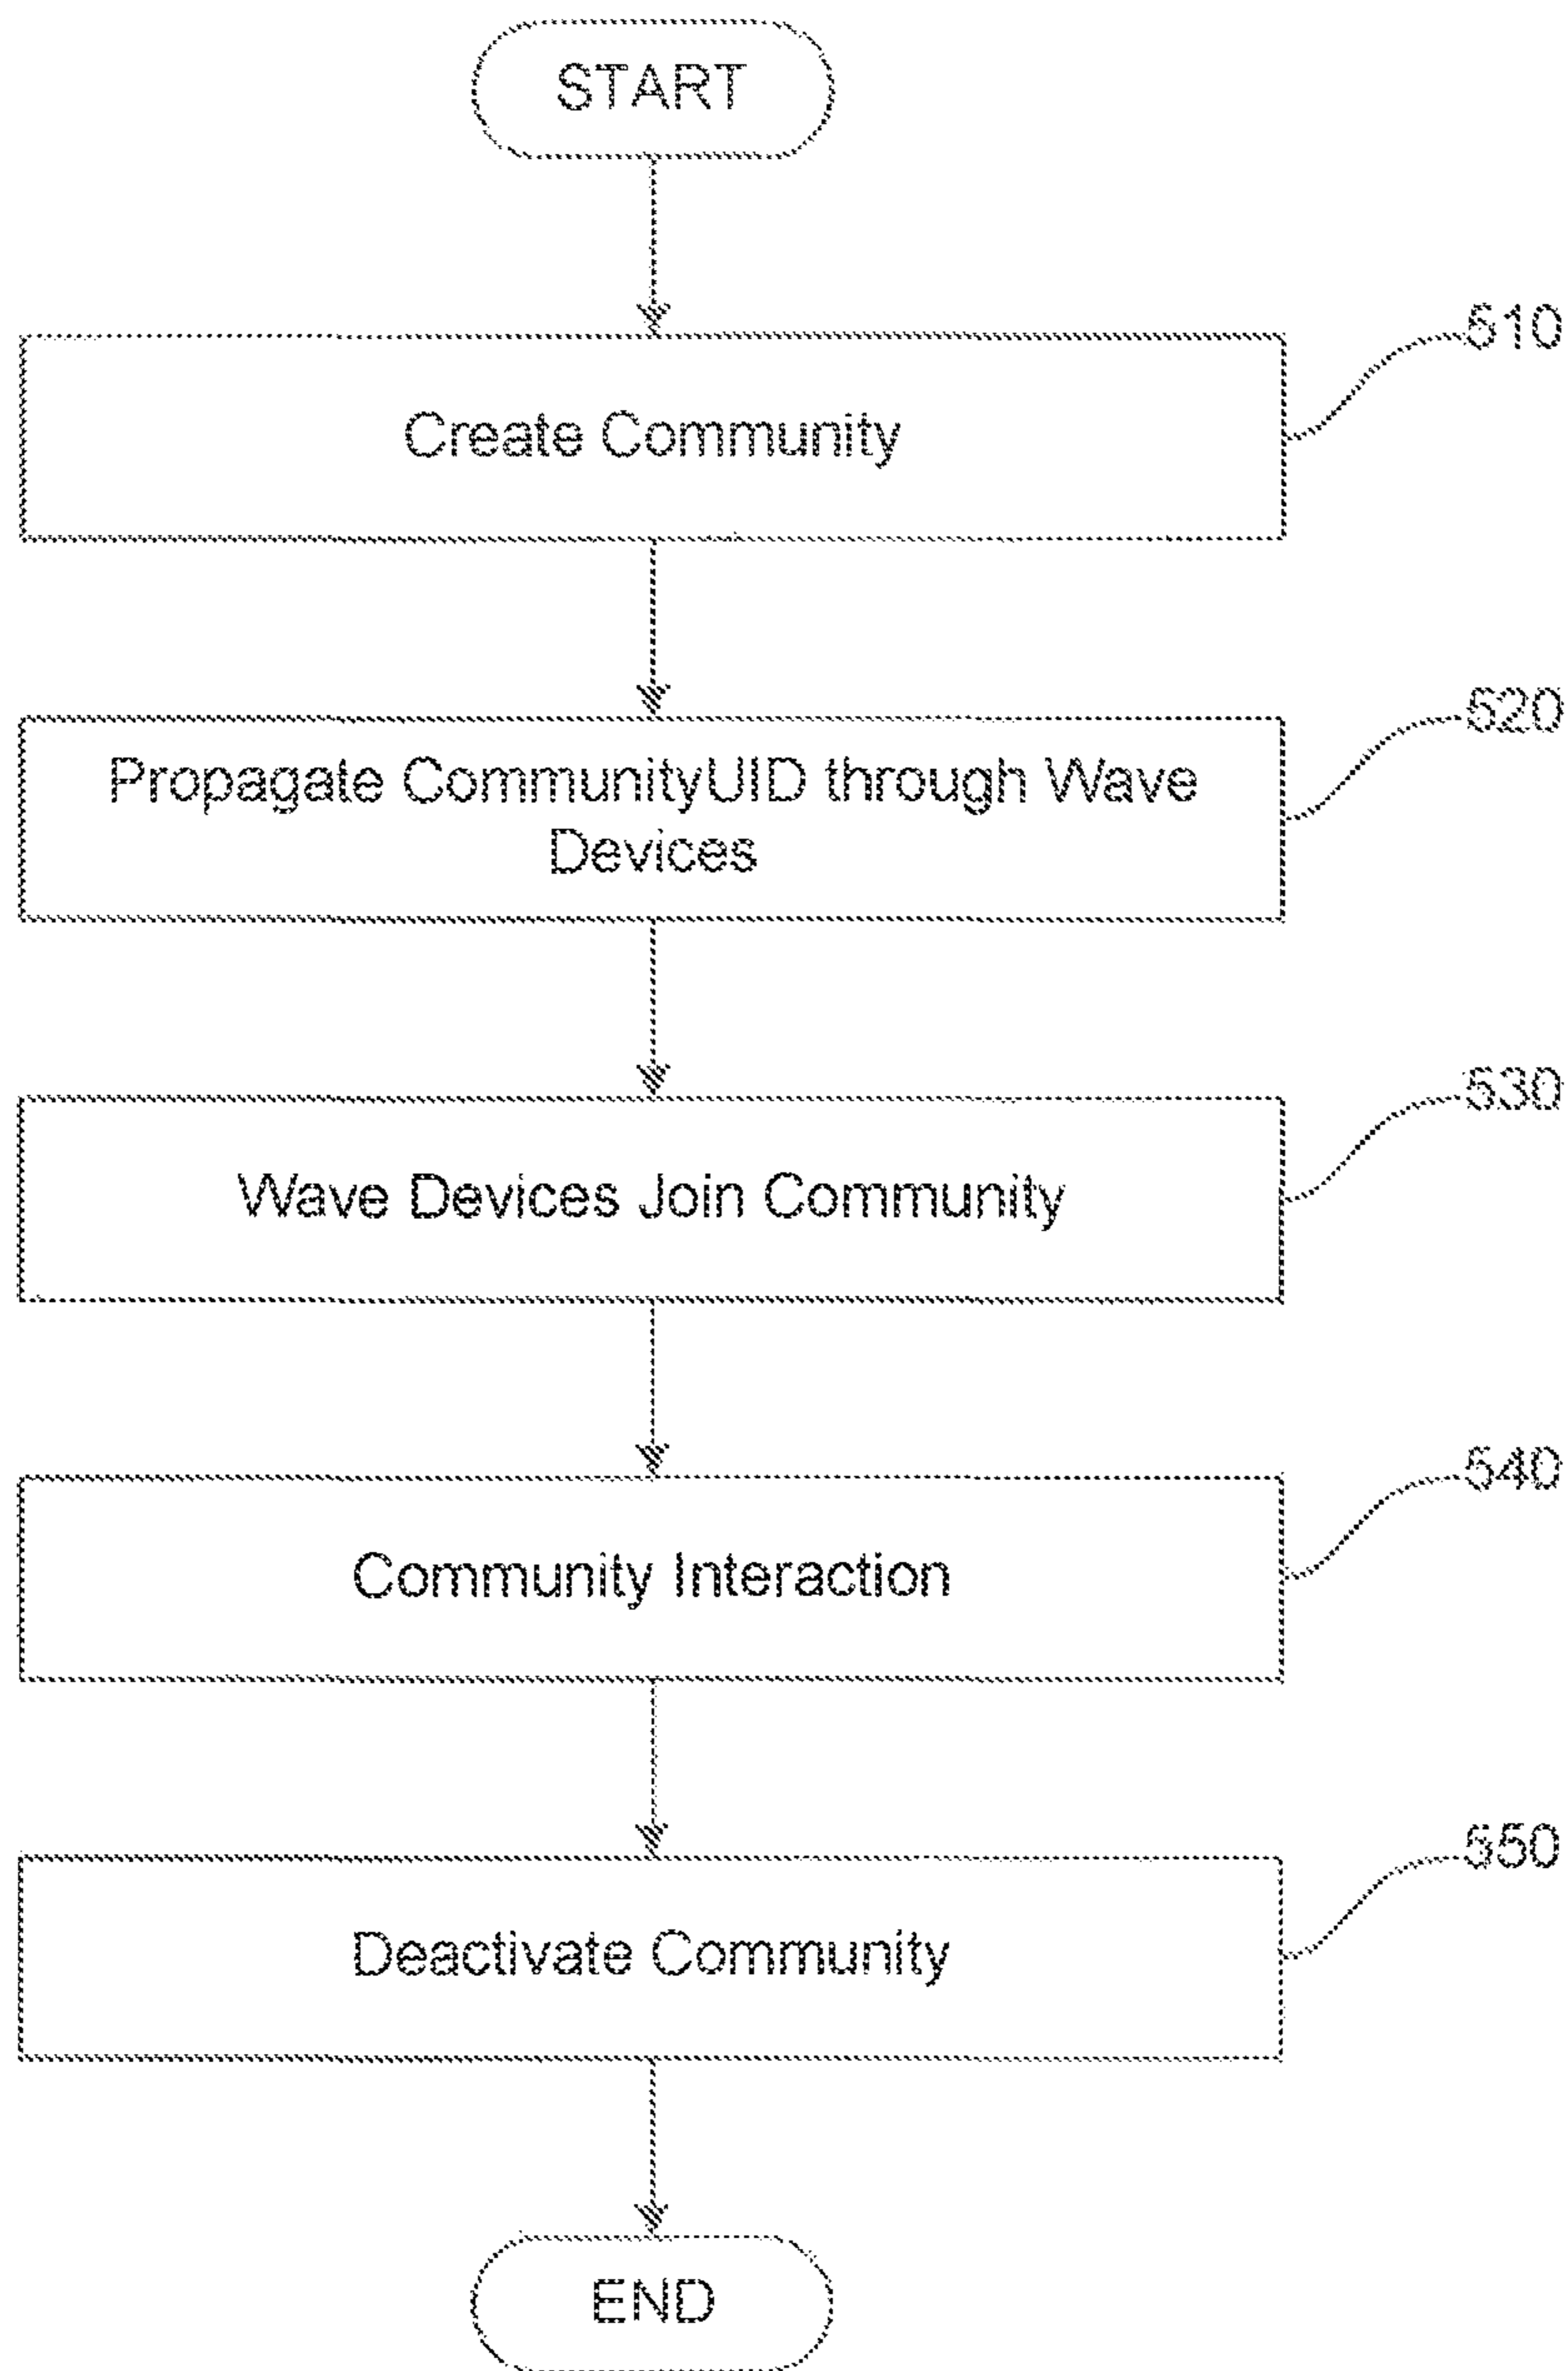 START
510
Create Community
520
Propagate CommunityUID through Wave
Devices
530
Wave Devices Join Community
540
Community Interaction
550
Deactivate Community
END